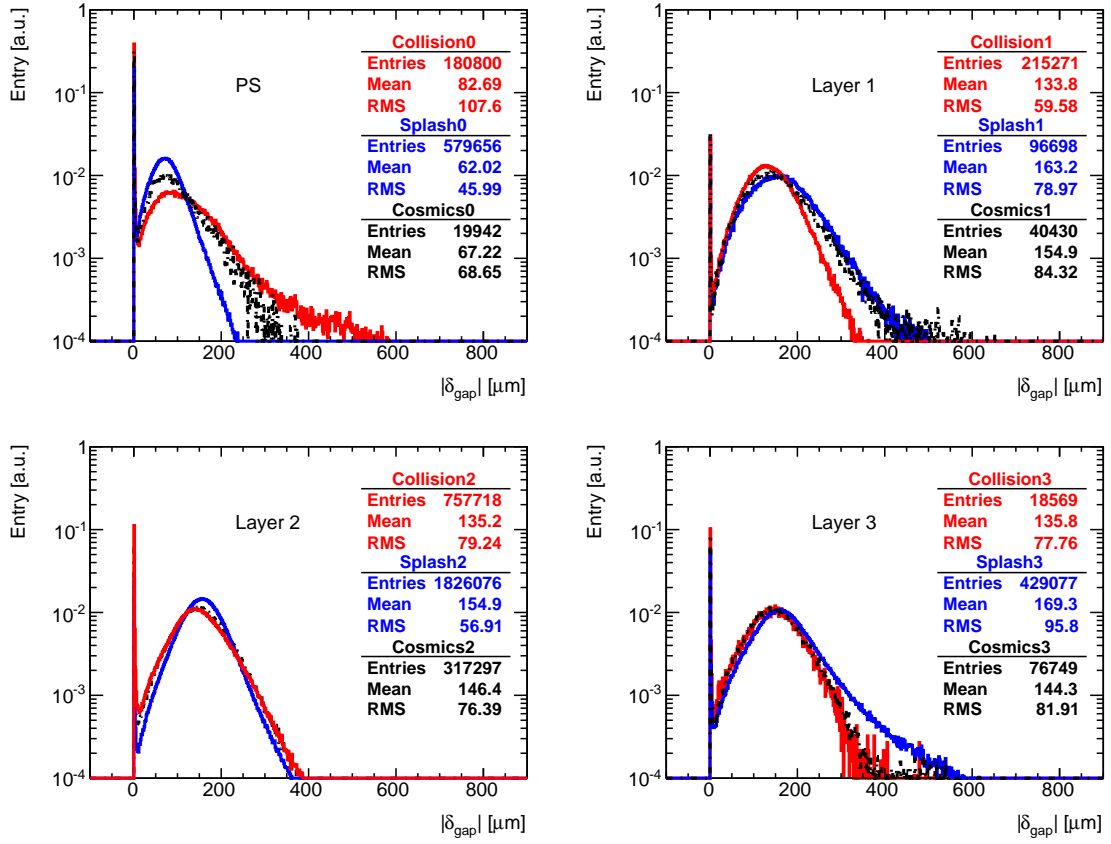 Entry [a.u.]
1
10-1
10-2
10-3
10-4
PS
Collision0
Entries 180800
Mean 82.69
RMS 107.6
Splash0
Entries 579656
Mean 62.02
RMS 45.99
Cosmics0
Entries 19942
Mean 67.22
RMS 68.65
0 200 400 600 800
|δgap| [μm]
Entry [a.u.]
1
10-1
10-2
10-3
10-4
Layer 1
Collision1
Entries 215271
Mean 133.8
RMS 59.58
Splash1
Entries 96698
Mean 163.2
RMS 78.97
Cosmics1
Entries 40430
Mean 154.9
RMS 84.32
0 200 400 600 800
|δgap| [μm]
Entry [a.u.]
1
10-1
10-2
10-3
10-4
Layer 2
Collision2
Entries 757718
Mean 135.2
RMS 79.24
Splash2
Entries 1826076
Mean 154.9
RMS 56.91
Cosmics2
Entries 317297
Mean 146.4
RMS 76.39
0 200 400 600 800
|δgap| [μm]
Entry [a.u.]
1
10-1
10-2
10-3
10-4
Layer 3
Collision3
Entries 18569
Mean 135.8
RMS 77.76
Splash3
Entries 429077
Mean 169.3
RMS 95.8
Cosmics3
Entries 76749
Mean 144.3
RMS 81.91
0 200 400 600 800
|δgap| [μm]